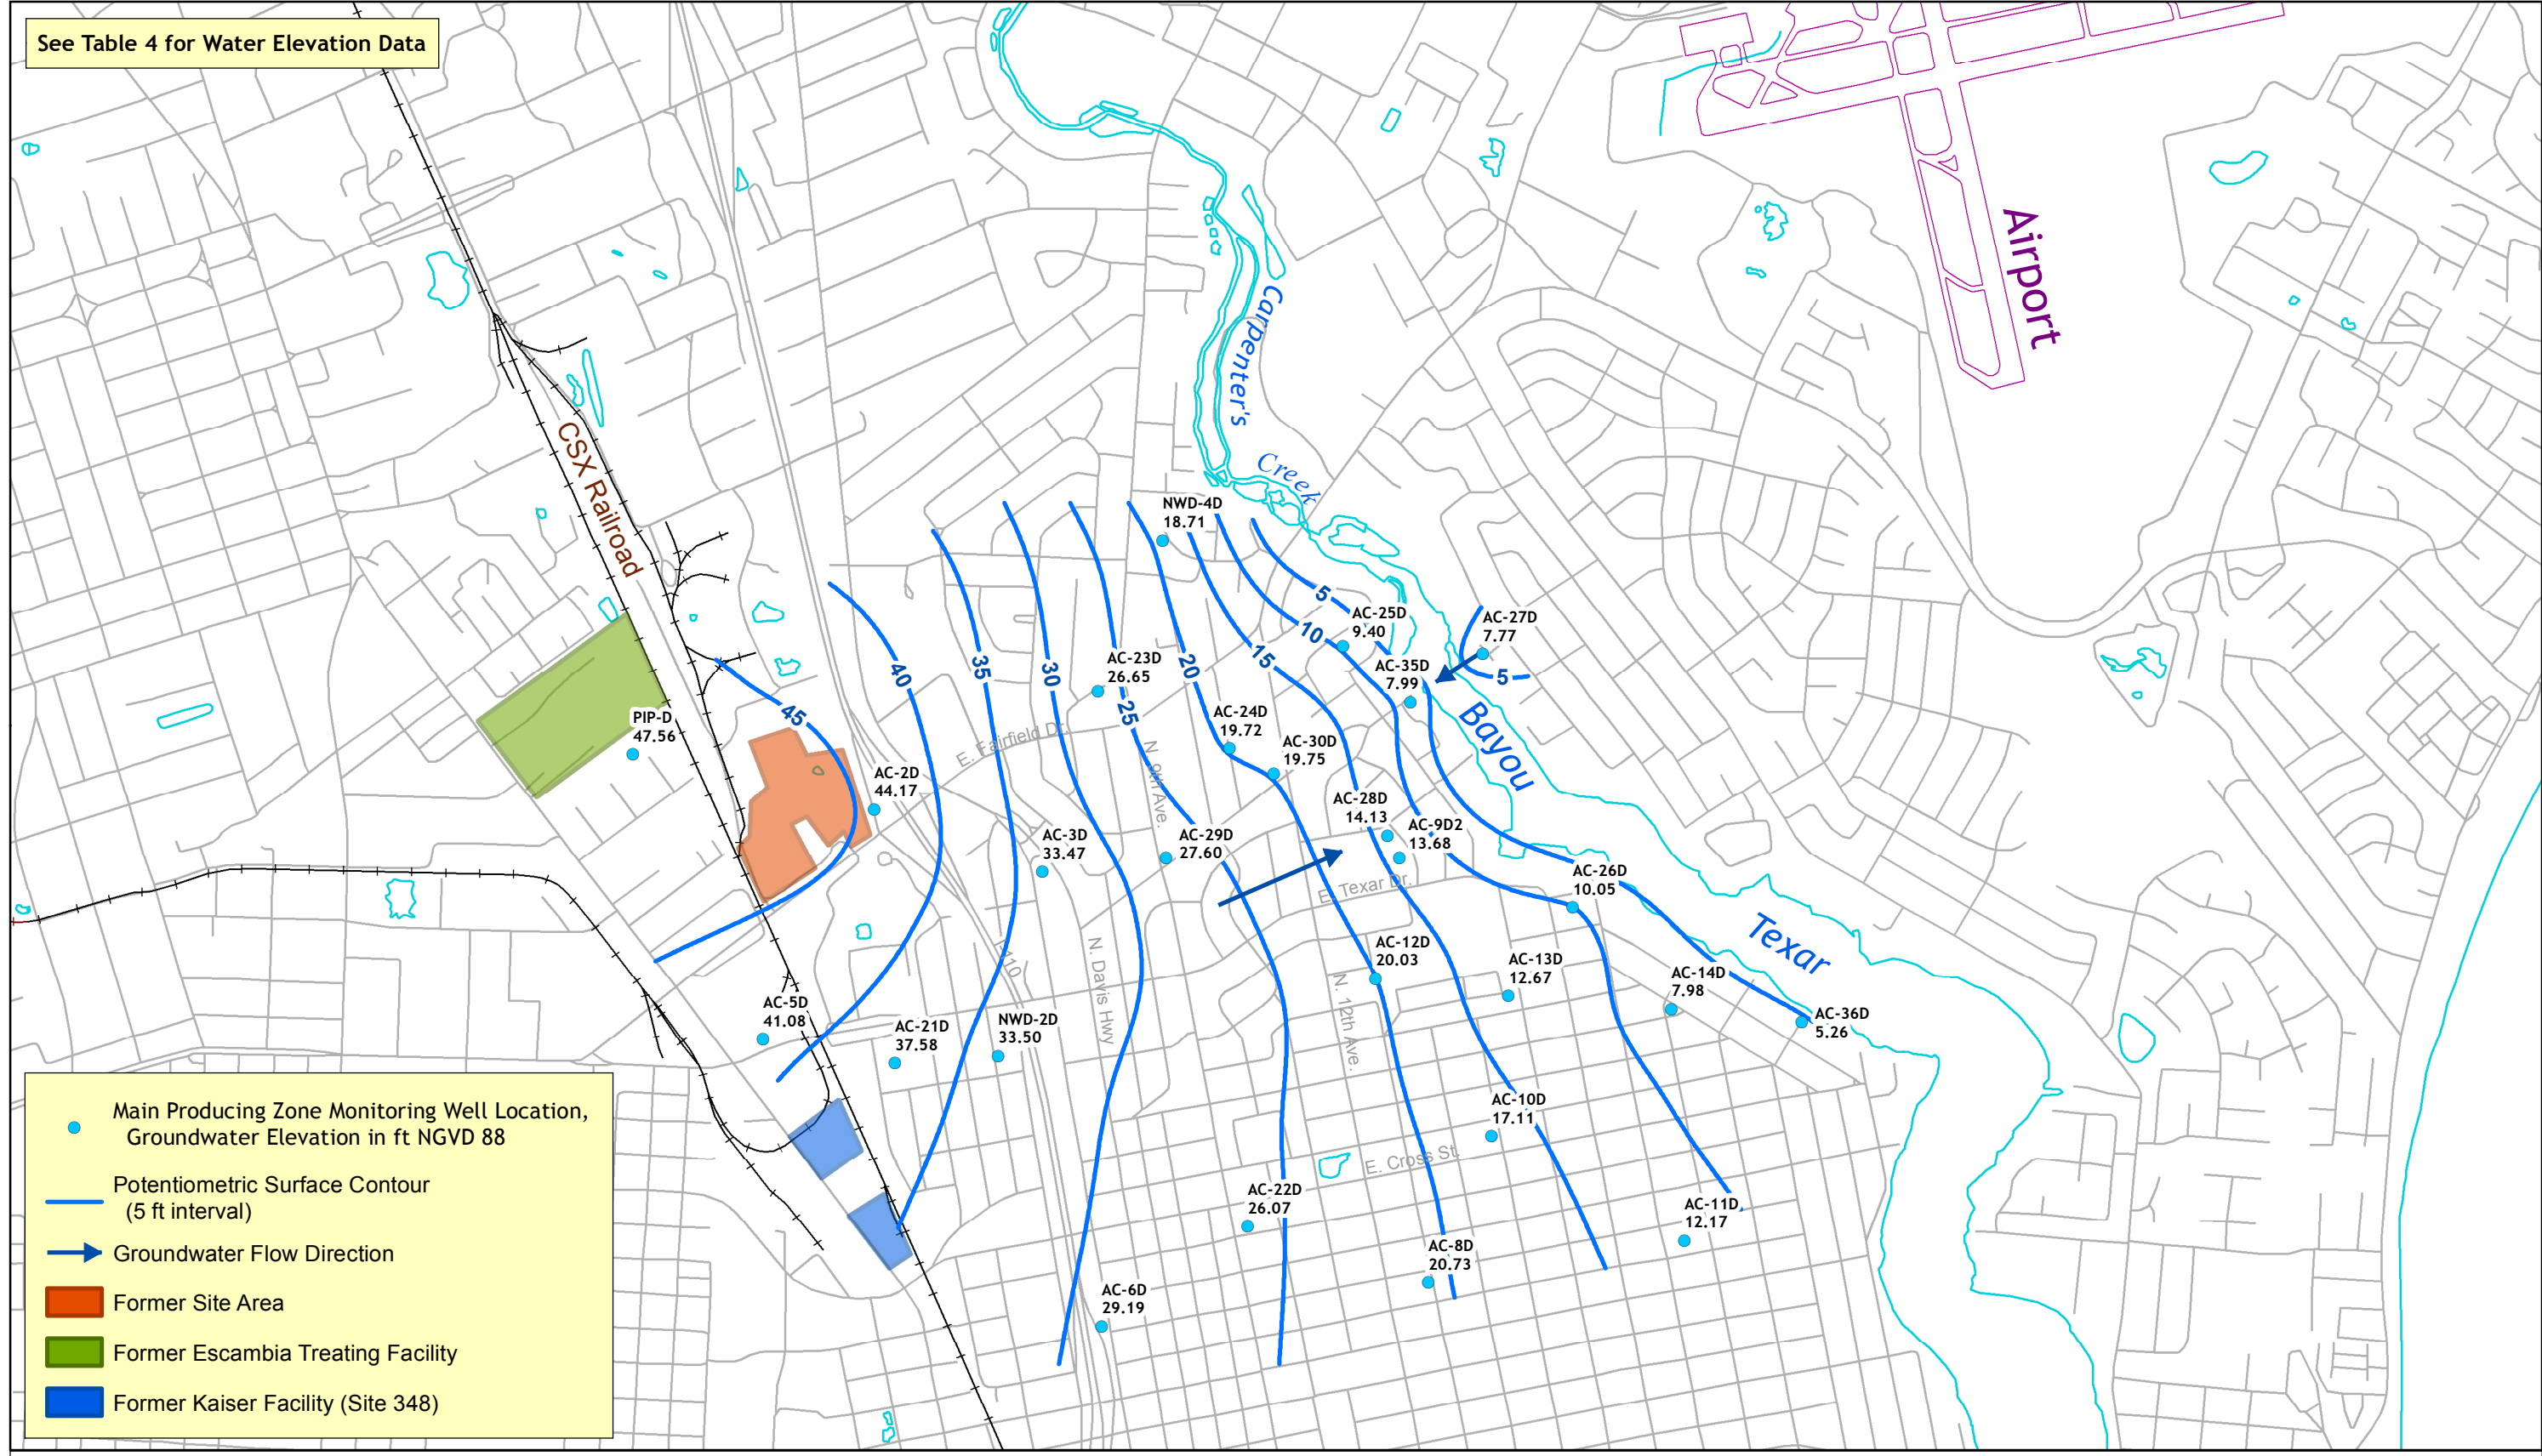 See Table 4 for Water Elevation Data
Airport
Carpenter's
Creek
CSX Railroad
NWD-4D
18.71
5
AC-25D
9.40
AC-27D
7.77
10
15
20
25
30
35
40
45
5
AC-23D
26.65
AC-35D
7.99
Bayou
PIP-D
47.56
AC-24D
19.72
AC-30D
19.75
E. Fairfield Dr.
N. 9th Ave.
AC-2D
44.17
AC-28D
14.13
AC-3D
33.47
AC-29D
27.60
AC-9D2
13.68
E. Texar Dr.
AC-26D
10.05
Texar
AC-12D
20.03
AC-13D
12.67
AC-14D
7.98
I-110
N. Davis Hwy
N. 12th Ave.
AC-5D
41.08
AC-21D
37.58
NWD-2D
33.50
AC-36D
5.26
AC-10D
17.11
E. Cross St.
AC-22D
26.07
AC-11D
12.17
AC-8D
20.73
AC-6D
29.19
Main Producing Zone Monitoring Well Location,
Groundwater Elevation in ft NGVD 88
Potentiometric Surface Contour
(5 ft interval)
Groundwater Flow Direction
Former Site Area
Former Escambia Treating Facility
Former Kaiser Facility (Site 348)